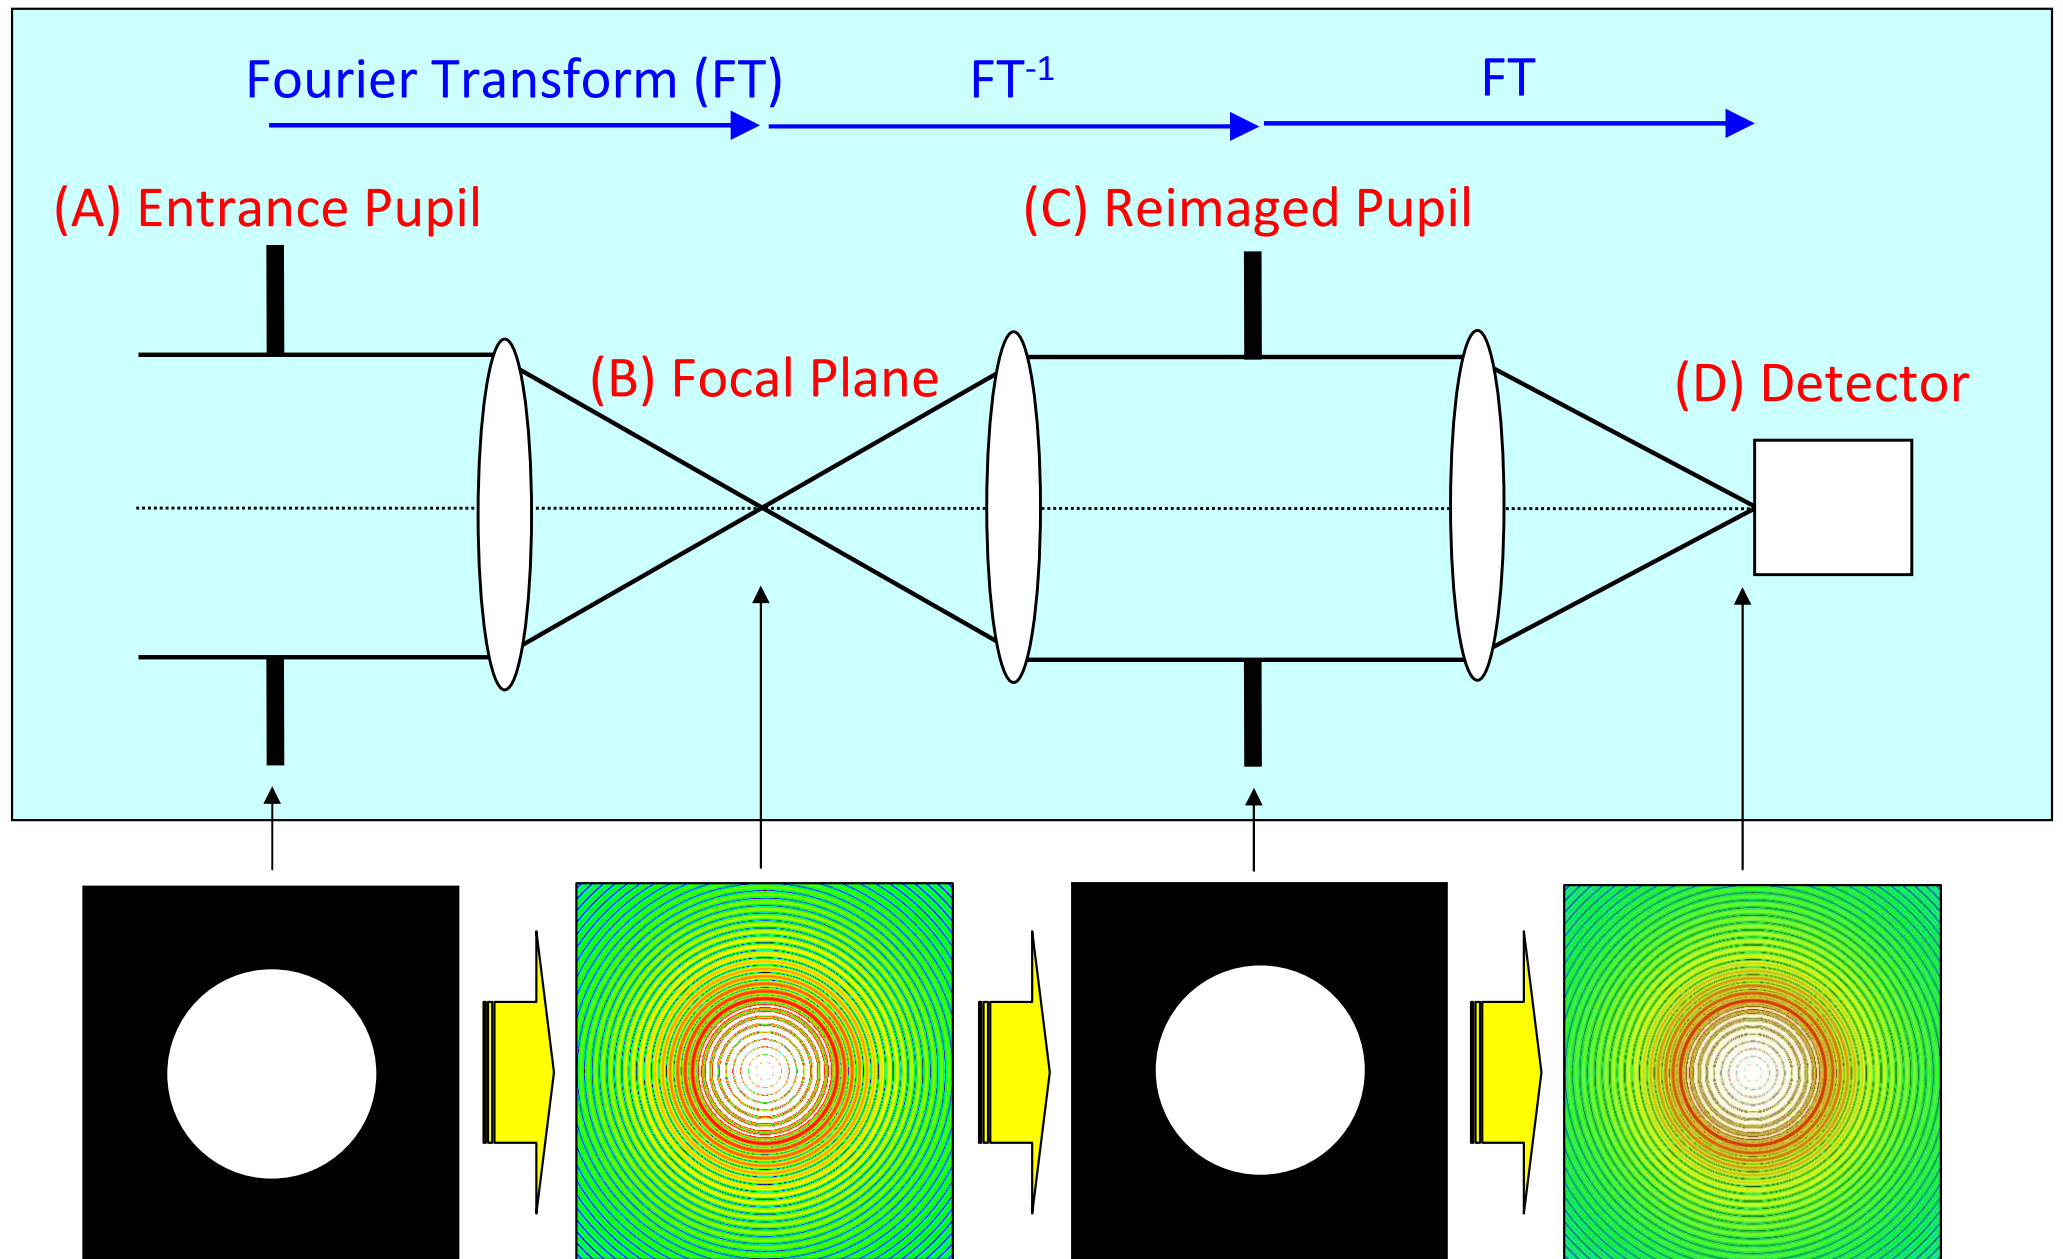 Fourier Transform (FT)
FT-1
FT
(A) Entrance Pupil
(C) Reimaged Pupil
(B) Focal Plane
(D) Detector